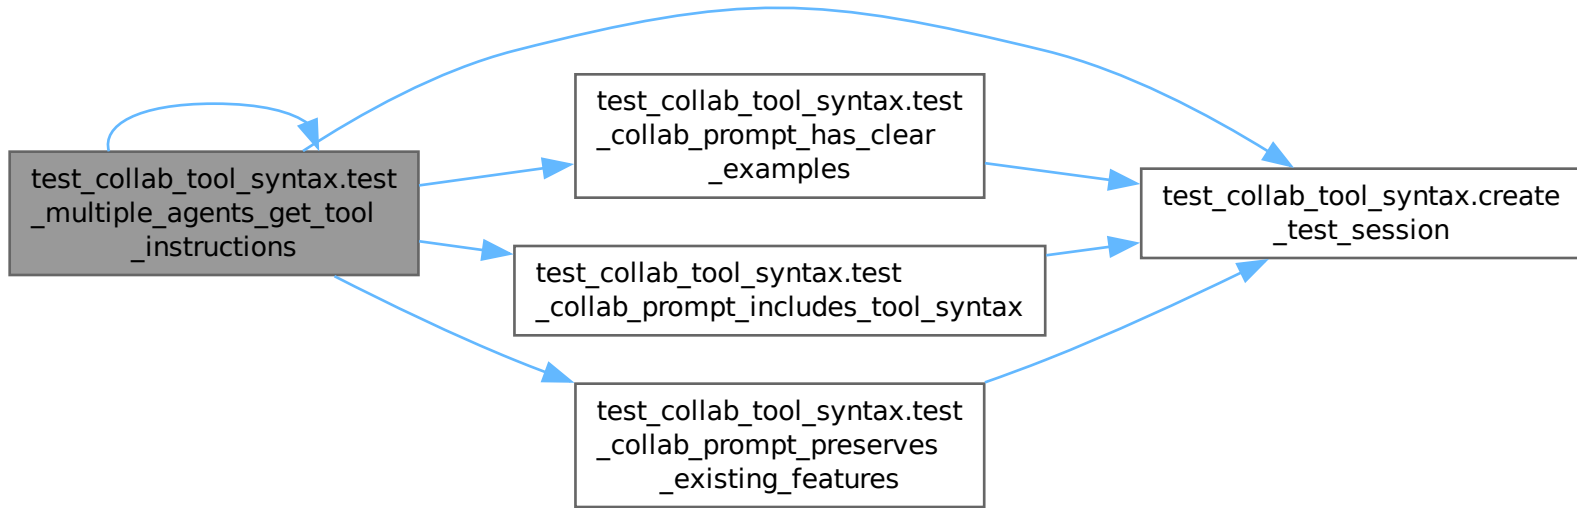 test_collab_tool_syntax.test
_multiple_agents_get_tool
_instructions
test_collab_tool_syntax.test
_collab_prompt_has_clear
_examples
test_collab_tool_syntax.test
_collab_prompt_includes_tool_syntax
test_collab_tool_syntax.test
_collab_prompt_preserves
_existing_features
test_collab_tool_syntax.create
_test_session